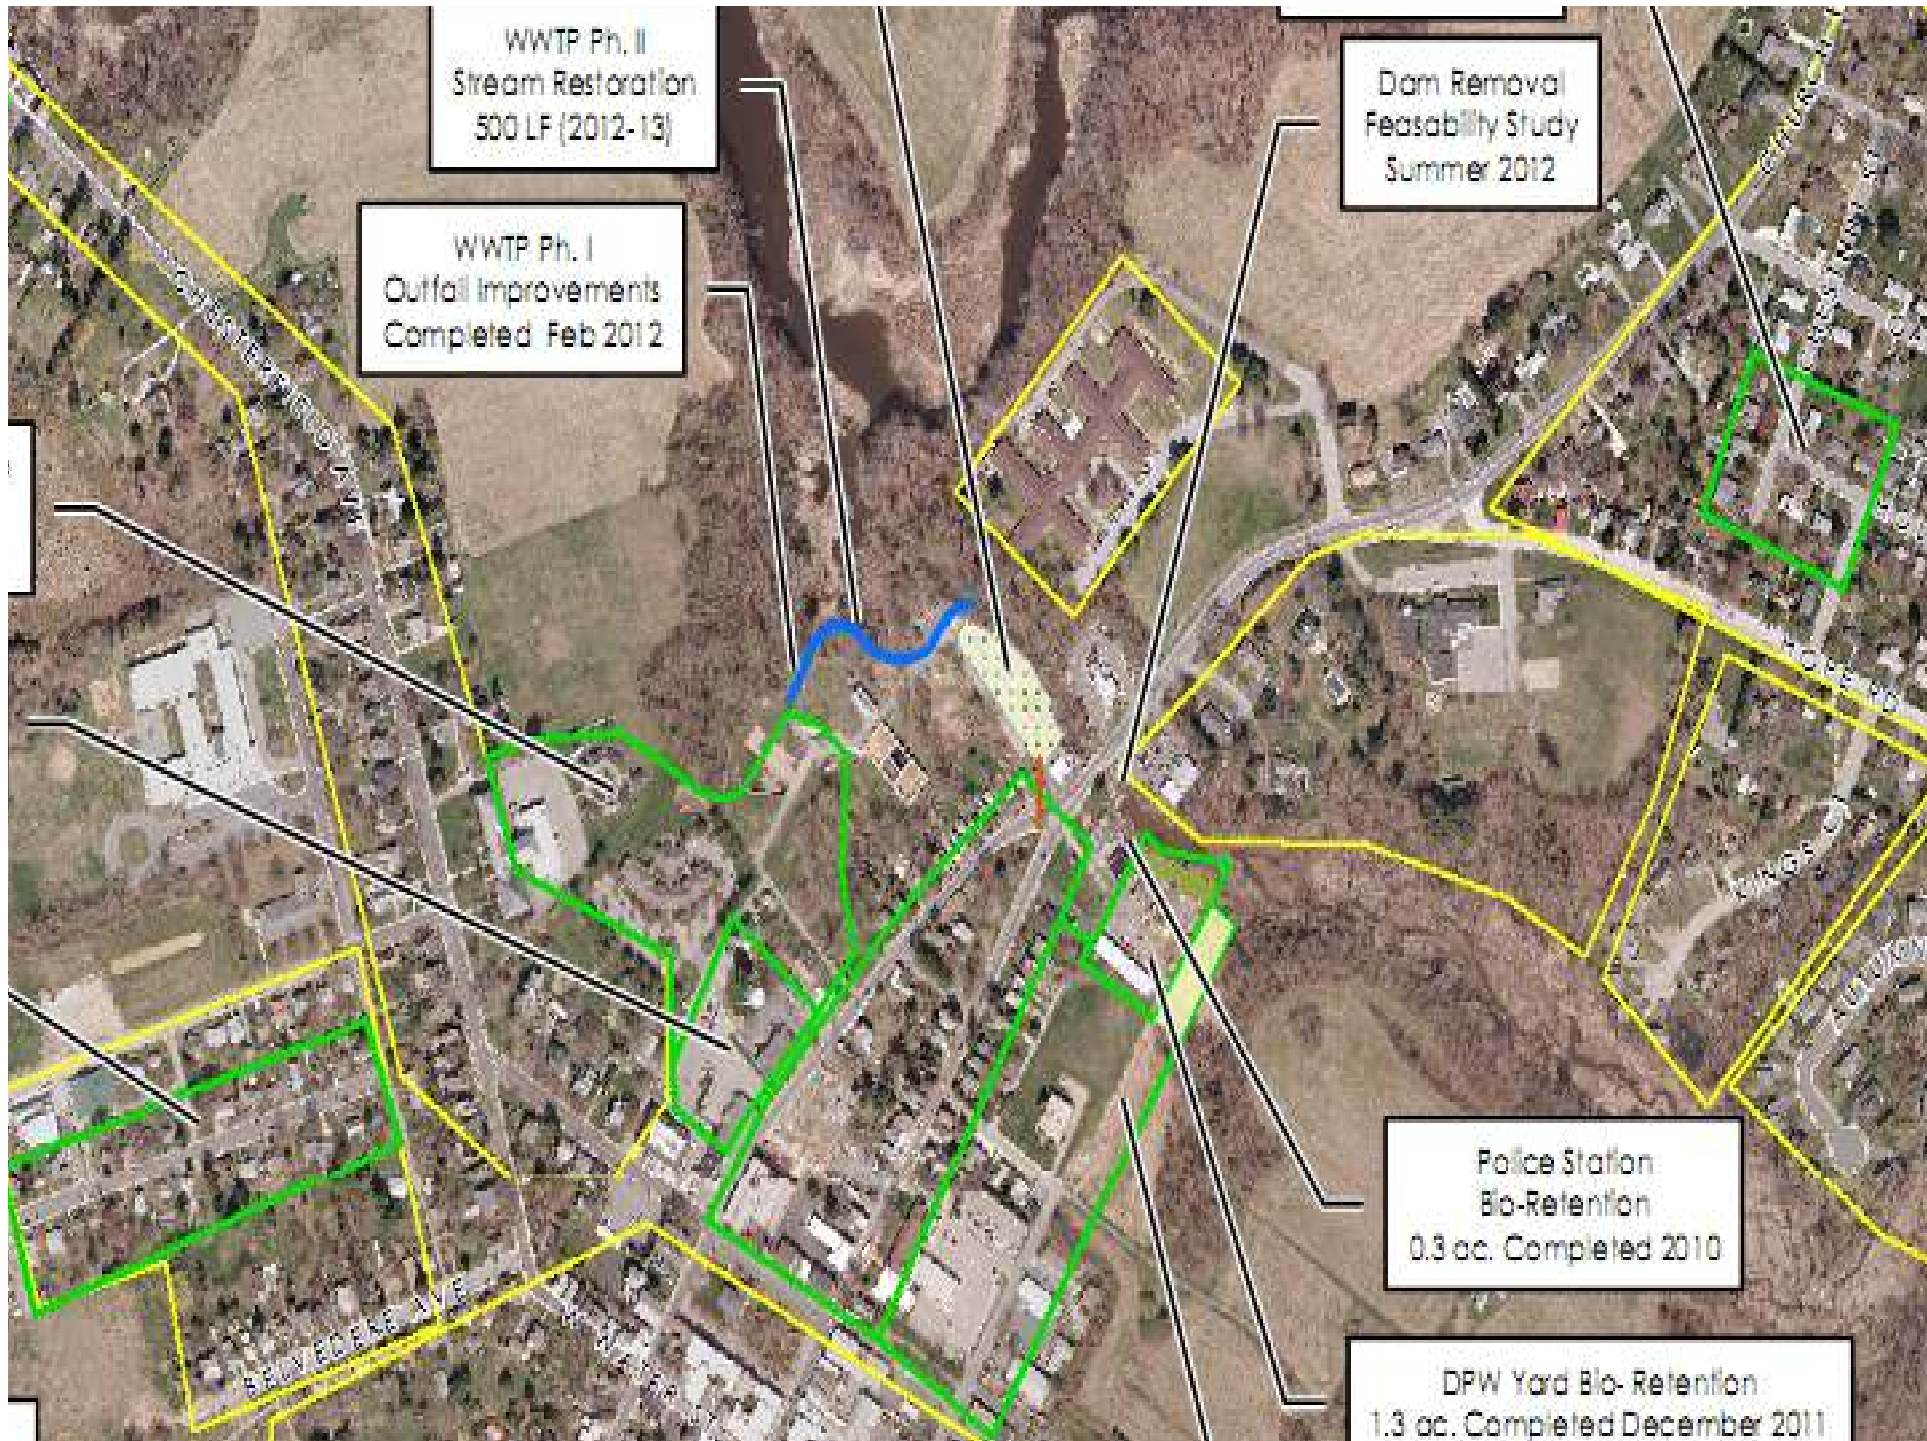 WWTP Ph. II
Stream Restoration
500 LF (2012-13)
Dam Removal
Feasability Study
Summer 2012
WWTP Ph. I
Outfall Improvements
Completed Feb 2012
Police Station
Bio-Retention
0.3 ac. Completed 2010
DPW Yard Bio- Retention
1.3 ac. Completed December 2011
BELVEDERE AVE